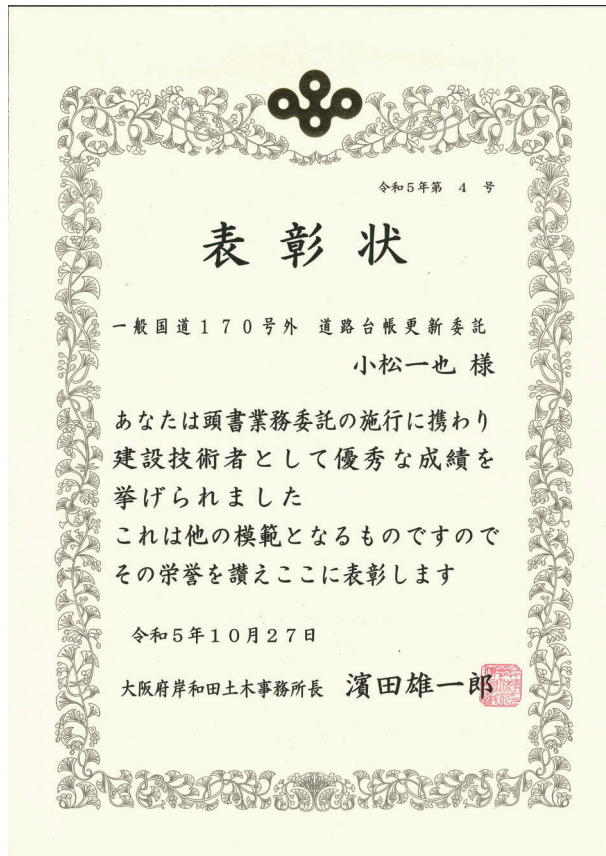 令和5年第 4 号
表彰状
一般国道170号外 道路台帳更新委託
小松一也 様
あなたは頭書業務委託の施行に携わり
建設技術者として優秀な成績を
挙げられました
これは他の模範となるものですので
その栄誉を讃えここに表彰します
令和5年10月27日
大阪府岸和田土木事務所長 濱田雄一郎